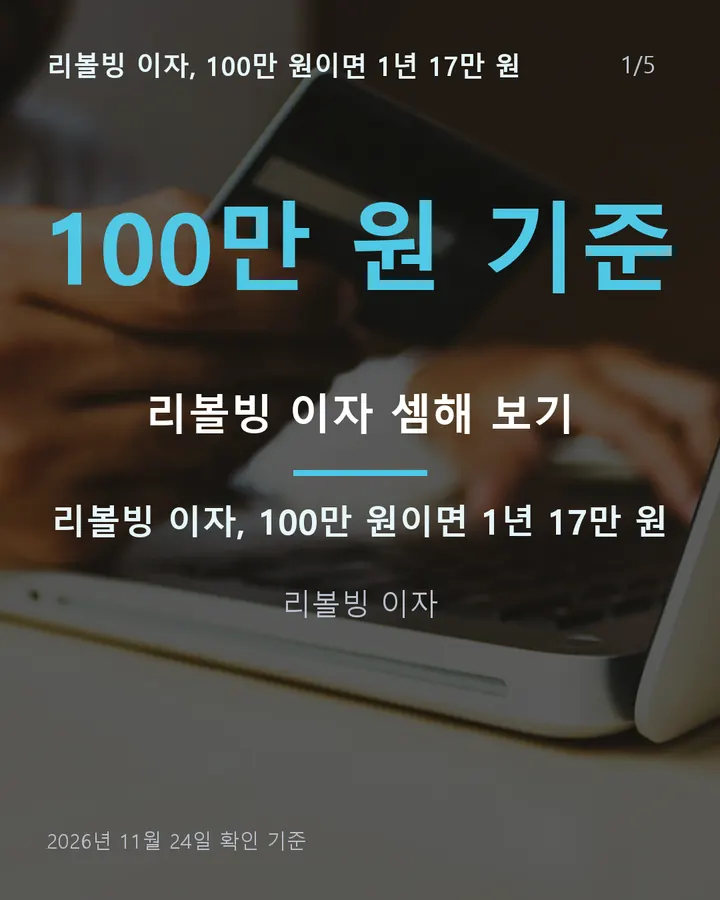 리볼빙 이자, 100만 원이면 1년 17만 원
1/5
100만 원 기준
리볼빙 이자 셈해 보기
리볼빙 이자, 100만 원이면 1년 17만 원
리볼빙 이자
2026년 11월 24일 확인 기준